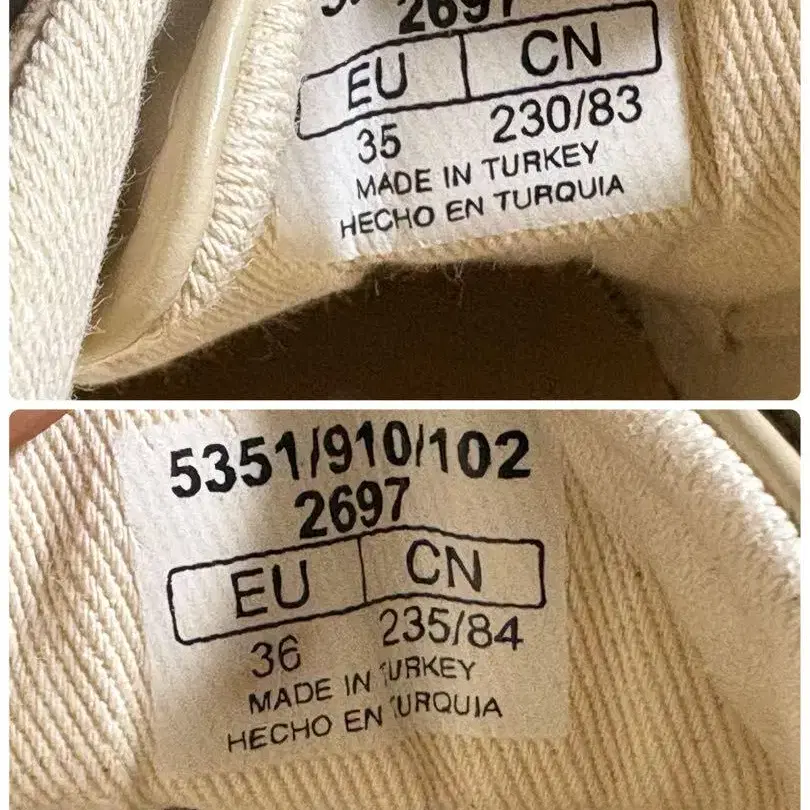 2697
EU CN
35 230/83
MADE IN TURKEY
HECHO EN TURQUIA
5351/910/102
2697
EU CN
36 235/84
MADE IN TURKEY
HECHO EN TURQUIA